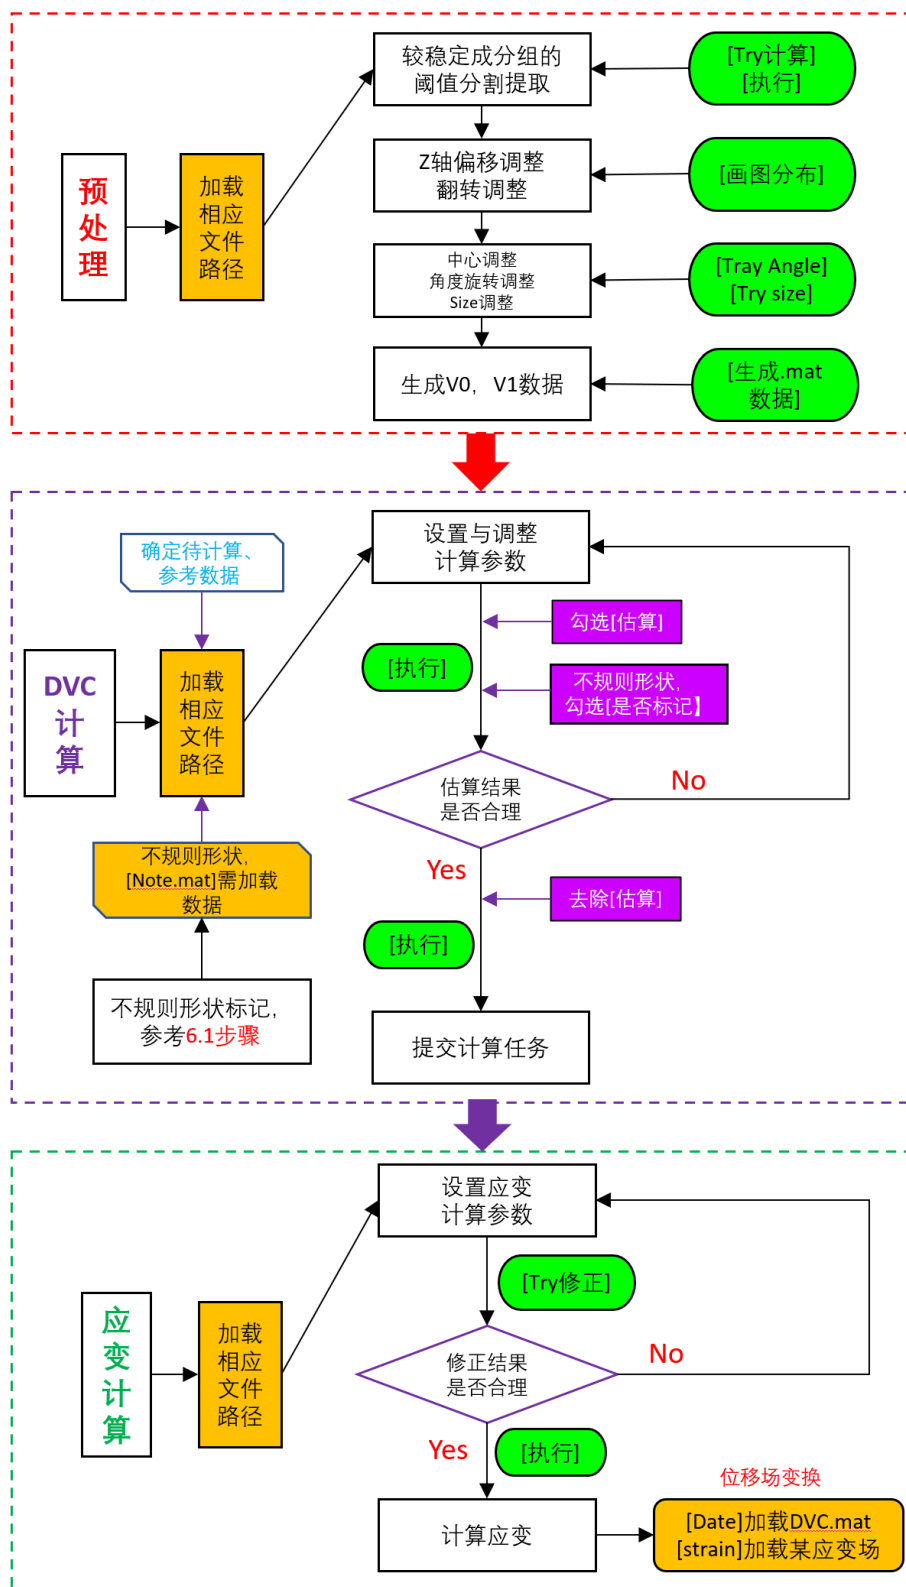 预
处
理
加载
相应
文件
路径
较稳定成分组的
阈值分割提取
[Try计算]
[执行]
Z轴偏移调整
翻转调整
[画图分布]
中心调整
角度旋转调整
Size调整
[Tray Angle]
[Try size]
生成V0，V1数据
[生成.mat
数据]
确定待计算、
参考数据
DVC
计
算
加载
相应
文件
路径
不规则形状，
[Note.mat]需加载
数据
不规则形状标记，
参考6.1步骤
设置与调整
计算参数
勾选[估算]
[执行]
不规则形状，
勾选[是否标记】
估算结果
是否合理
No
Yes
去除[估算]
[执行]
提交计算任务
应
变
计
算
加载
相应
文件
路径
设置应变
计算参数
[Try修正]
修正结果
是否合理
No
Yes
[执行]
计算应变
位移场变换
[Date]加载DVC.mat
[strain]加载某应变场